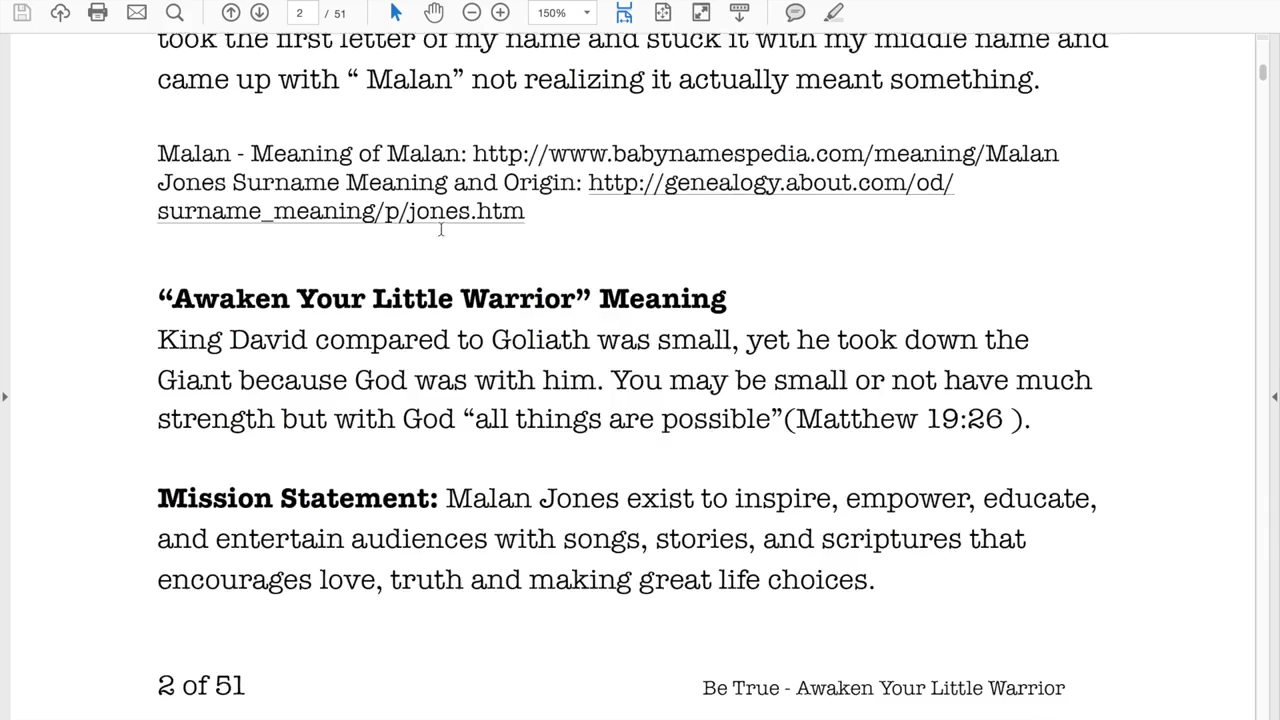 2 / 51 150%
took the first letter of my name and stuck it with my middle name and
came up with “ Malan” not realizing it actually meant something.
Malan - Meaning of Malan: http://www.babynamespedia.com/meaning/Malan
Jones Surname Meaning and Origin: http://genealogy.about.com/od/
surname_meaning/p/jones.htm
“Awaken Your Little Warrior” Meaning
King David compared to Goliath was small, yet he took down the
Giant because God was with him. You may be small or not have much
strength but with God “all things are possible”(Matthew 19:26 ).
Mission Statement: Malan Jones exist to inspire, empower, educate,
and entertain audiences with songs, stories, and scriptures that
encourages love, truth and making great life choices.
2 of 51 Be True - Awaken Your Little Warrior